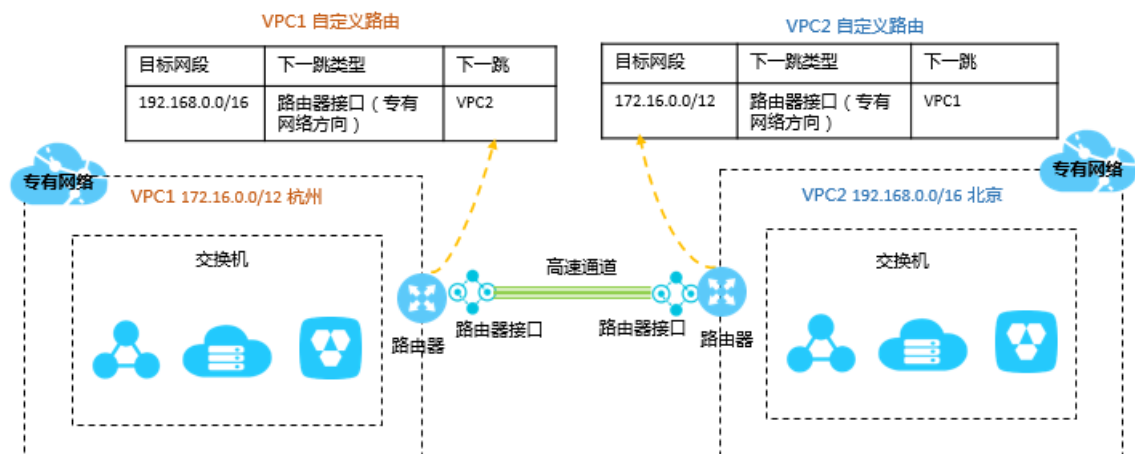 VPC1 自定义路由
目标网段 下一跳类型 下一跳
192.168.0.0/16 路由器接口（专有网络方向） VPC2
VPC2 自定义路由
目标网段 下一跳类型 下一跳
172.16.0.0/12 路由器接口（专有网络方向） VPC1
专有网络
VPC1 172.16.0.0/12 杭州
交换机
路由器
路由器接口
高速通道
路由器接口
路由器
专有网络
VPC2 192.168.0.0/16 北京
交换机